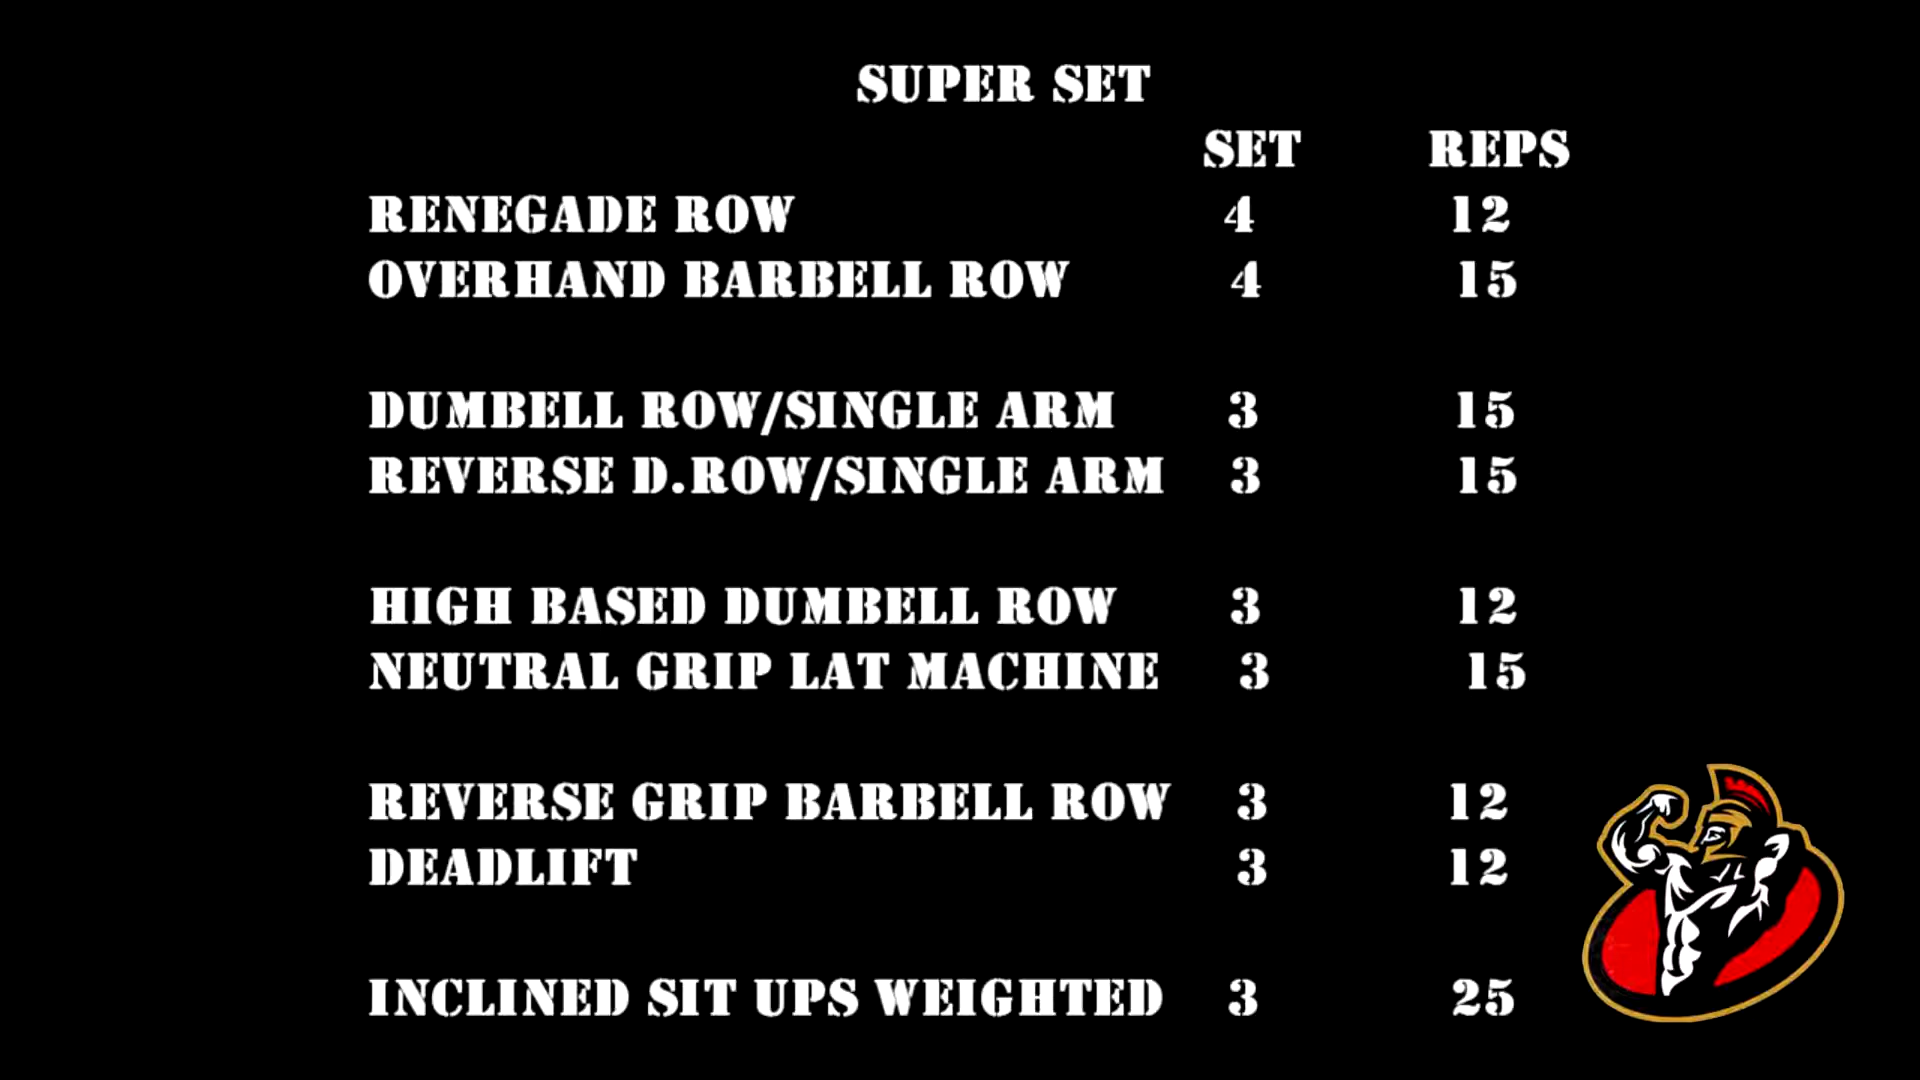 SUPER SET
SET REPS
RENEGADE ROW 4 12
OVERHAND BARBELL ROW 4 15
DUMBELL ROW/SINGLE ARM 3 15
REVERSE D.ROW/SINGLE ARM 3 15
HIGH BASED DUMBELL ROW 3 12
NEUTRAL GRIP LAT MACHINE 3 15
REVERSE GRIP BARBELL ROW 3 12
DEADLIFT 3 12
INCLINED SIT UPS WEIGHTED 3 25